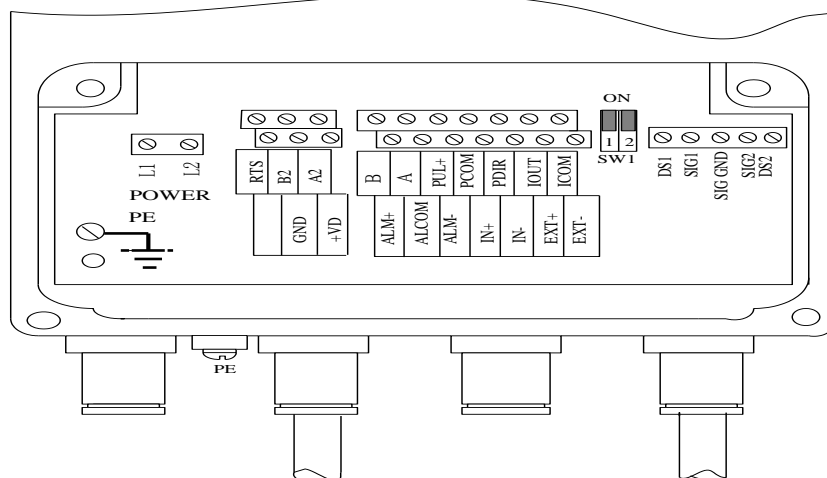 ON
1 2
SW1
L1 L2
POWER
PE
RTS B2 A2
GND +VD
B A PUL+ PCOM PDIR IOUT ICOM
ALM+ ALCOM ALM- IN+ IN- EXT+ EXT-
DS1 SIG1 SIG GND SIG2 DS2
PE